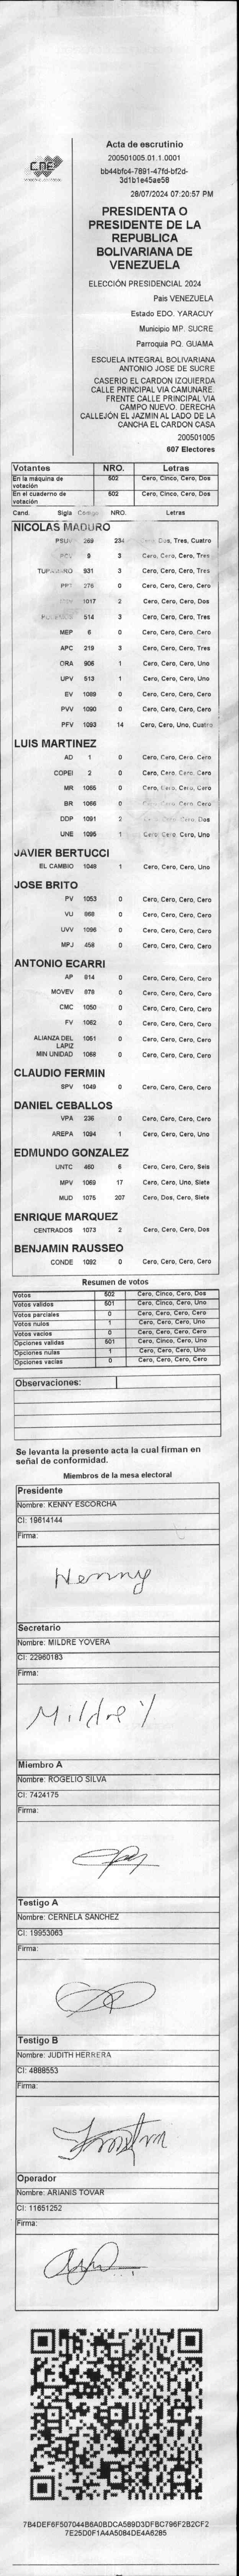 CNE
Acta de escrutinio
200501005.01.1.0001
bb44bfc4-7891-47fd-bf2d-
3d1b1e45ae58
28/07/2024 07:20:57 PM
PRESIDENTA O
PRESIDENTE DE LA
REPUBLICA
BOLIVARIANA DE
VENEZUELA
ELECCIÓN PRESIDENCIAL 2024
Pais VENEZUELA
Estado EDO. YARACUY
Municipio MP. SUCRE
Parroquia PQ. GUAMA
ESCUELA INTEGRAL BOLIVARIANA
ANTONIO JOSE DE SUCRE
CASERIO EL CARDON IZQUIERDA
CALLE PRINCIPAL VIA CAMUNARE.
FRENTE CALLE PRINCIPAL VIA
CAMPO NUEVO. DERECHA
CALLEJÓN EL JAZMIN AL LADO DE LA
CANCHA EL CARDON CASA
200501005
607 Electores
Votantes NRO. Letras
En la máquina de votación 502 Cero, Cinco, Cero, Dos
En el cuaderno de votación 502 Cero, Cinco, Cero, Dos
Cand. Sigla Código NRO. Letras
NICOLAS MADURO
PSUV 269 234 Dos, Tres, Cuatro
PCV 9 3 Cero, Cero, Cero, Tres
TUPAMARO 931 3 Cero, Cero, Cero, Tres
PPT 276 0 Cero, Cero, Cero, Cero
1017 2 Cero, Cero, Cero, Dos
514 3 Cero, Cero, Cero, Tres
MEP 6 0 Cero, Cero, Cero, Cero
APC 219 3 Cero, Cero, Cero, Tres
ORA 906 1 Cero, Cero, Cero, Uno
UPV 513 1 Cero, Cero, Cero, Uno
EV 1089 0 Cero, Cero, Cero, Cero
PVV 1090 0 Cero, Cero, Cero, Cero
PFV 1093 14 Cero, Cero, Uno, Cuatro
LUIS MARTINEZ
AD 1 0 Cero, Cero, Cero, Cero
COPEI 2 0 Cero, Cero, Cero, Cero
MR 1065 0 Cero, Cero, Cero, Cero
BR 1066 0 Cero, Cero, Cero, Cero
DDP 1091 2 Cero, Cero, Cero, Dos
UNE 1095 1 Cero, Cero, Cero, Uno
JAVIER BERTUCCI
EL CAMBIO 1048 1 Cero, Cero, Cero, Uno
JOSE BRITO
PV 1053 0 Cero, Cero, Cero, Cero
VU 968 0 Cero, Cero, Cero, Cero
UVV 1096 0 Cero, Cero, Cero, Cero
MPJ 458 0 Cero, Cero, Cero, Cero
ANTONIO ECARRI
AP 914 0 Cero, Cero, Cero, Cero
MOVEV 979 0 Cero, Cero, Cero, Cero
CMC 1050 0 Cero, Cero, Cero, Cero
FV 1062 0 Cero, Cero, Cero, Cero
ALIANZA DEL LAPIZ 1051 0 Cero, Cero, Cero, Cero
MIN UNIDAD 1068 0 Cero, Cero, Cero, Cero
CLAUDIO FERMIN
SPV 1049 0 Cero, Cero, Cero, Cero
DANIEL CEBALLOS
VPA 236 0 Cero, Cero, Cero, Cero
AREPA 1094 1 Cero, Cero, Cero, Uno
EDMUNDO GONZALEZ
UNTC 460 6 Cero, Cero, Cero, Seis
MPV 1069 17 Cero, Cero, Uno, Siete
MUD 1075 207 Cero, Dos, Cero, Siete
ENRIQUE MARQUEZ
CENTRADOS 1073 2 Cero, Cero, Cero, Dos
BENJAMIN RAUSSEO
CONDE 1092 0 Cero, Cero, Cero, Cero
Resumen de votos
Votos 502 Cero, Cinco, Cero, Dos
Votos validos 501 Cero, Cinco, Cero, Uno
Votos parciales 0 Cero, Cero, Cero, Cero
Votos nulos 1 Cero, Cero, Cero, Uno
Votos vacios 0 Cero, Cero, Cero, Cero
Opciones validas 501 Cero, Cinco, Cero, Uno
Opciones nulas 1 Cero, Cero, Cero, Uno
Opciones vacias 0 Cero, Cero, Cero, Cero
Observaciones:
Se levanta la presente acta la cual firman en
señal de conformidad.
Miembros de la mesa electoral
Presidente
Nombre: KENNY ESCORCHA
CI: 19614144
Firma:
Henny
Secretario
Nombre: MILDRE YOVERA
CI: 22960183
Firma:
Mildre Y
Miembro A
Nombre: ROGELIO SILVA
CI: 7424175
Firma:
Testigo A
Nombre: CERNELA SANCHEZ
CI: 19953063
Firma:
Testigo B
Nombre: JUDITH HERRERA
CI: 4888553
Firma:
Operador
Nombre: ARIANIS TOVAR
CI: 11651252
Firma:
7B4DEF6F507044B6A0BDCA589D3DFBC796F2B2CF2
7E25D0F1A4A5084DE4A6285